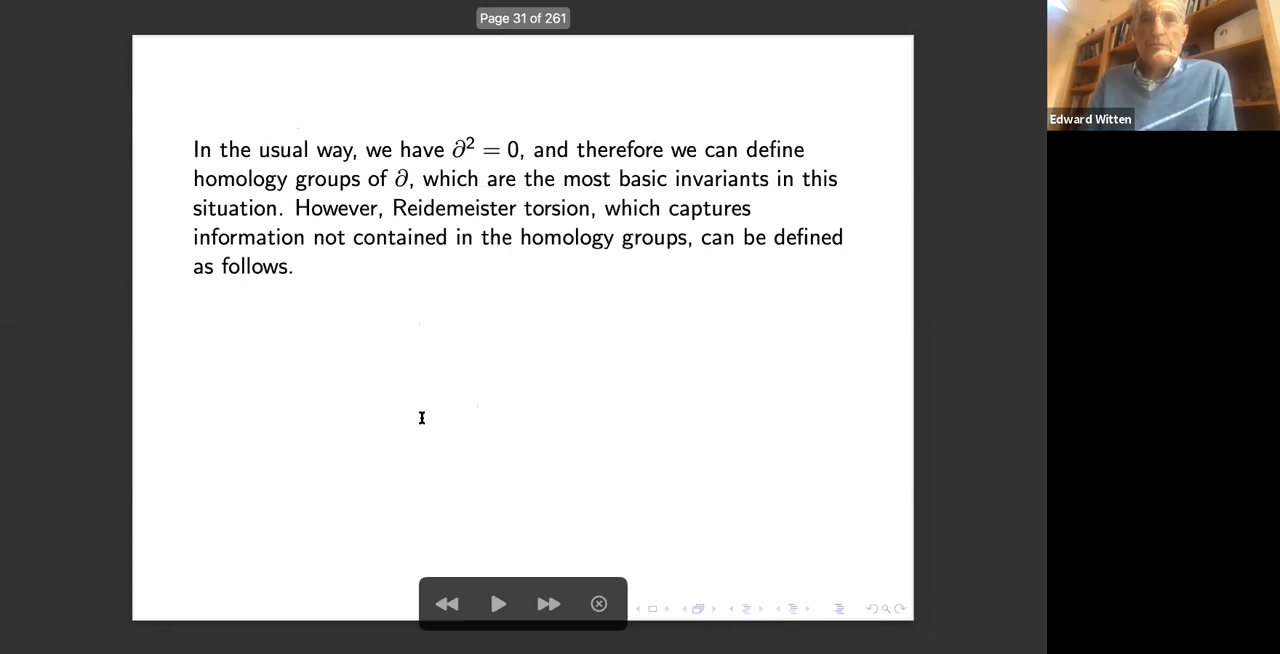 Page 31 of 261
In the usual way, we have ∂² = 0, and therefore we can define
homology groups of ∂, which are the most basic invariants in this
situation. However, Reidemeister torsion, which captures
information not contained in the homology groups, can be defined
as follows.
Edward Witten